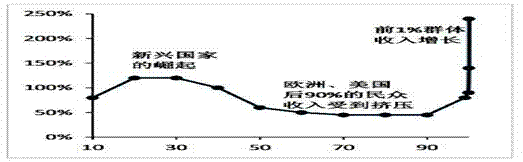 250%
200%
150%
100%
50%
0%
新兴国家
的崛起
欧洲、美国
后90%的民众
收入受到挤压
前1%群体
收入增长
10
30
50
70
90